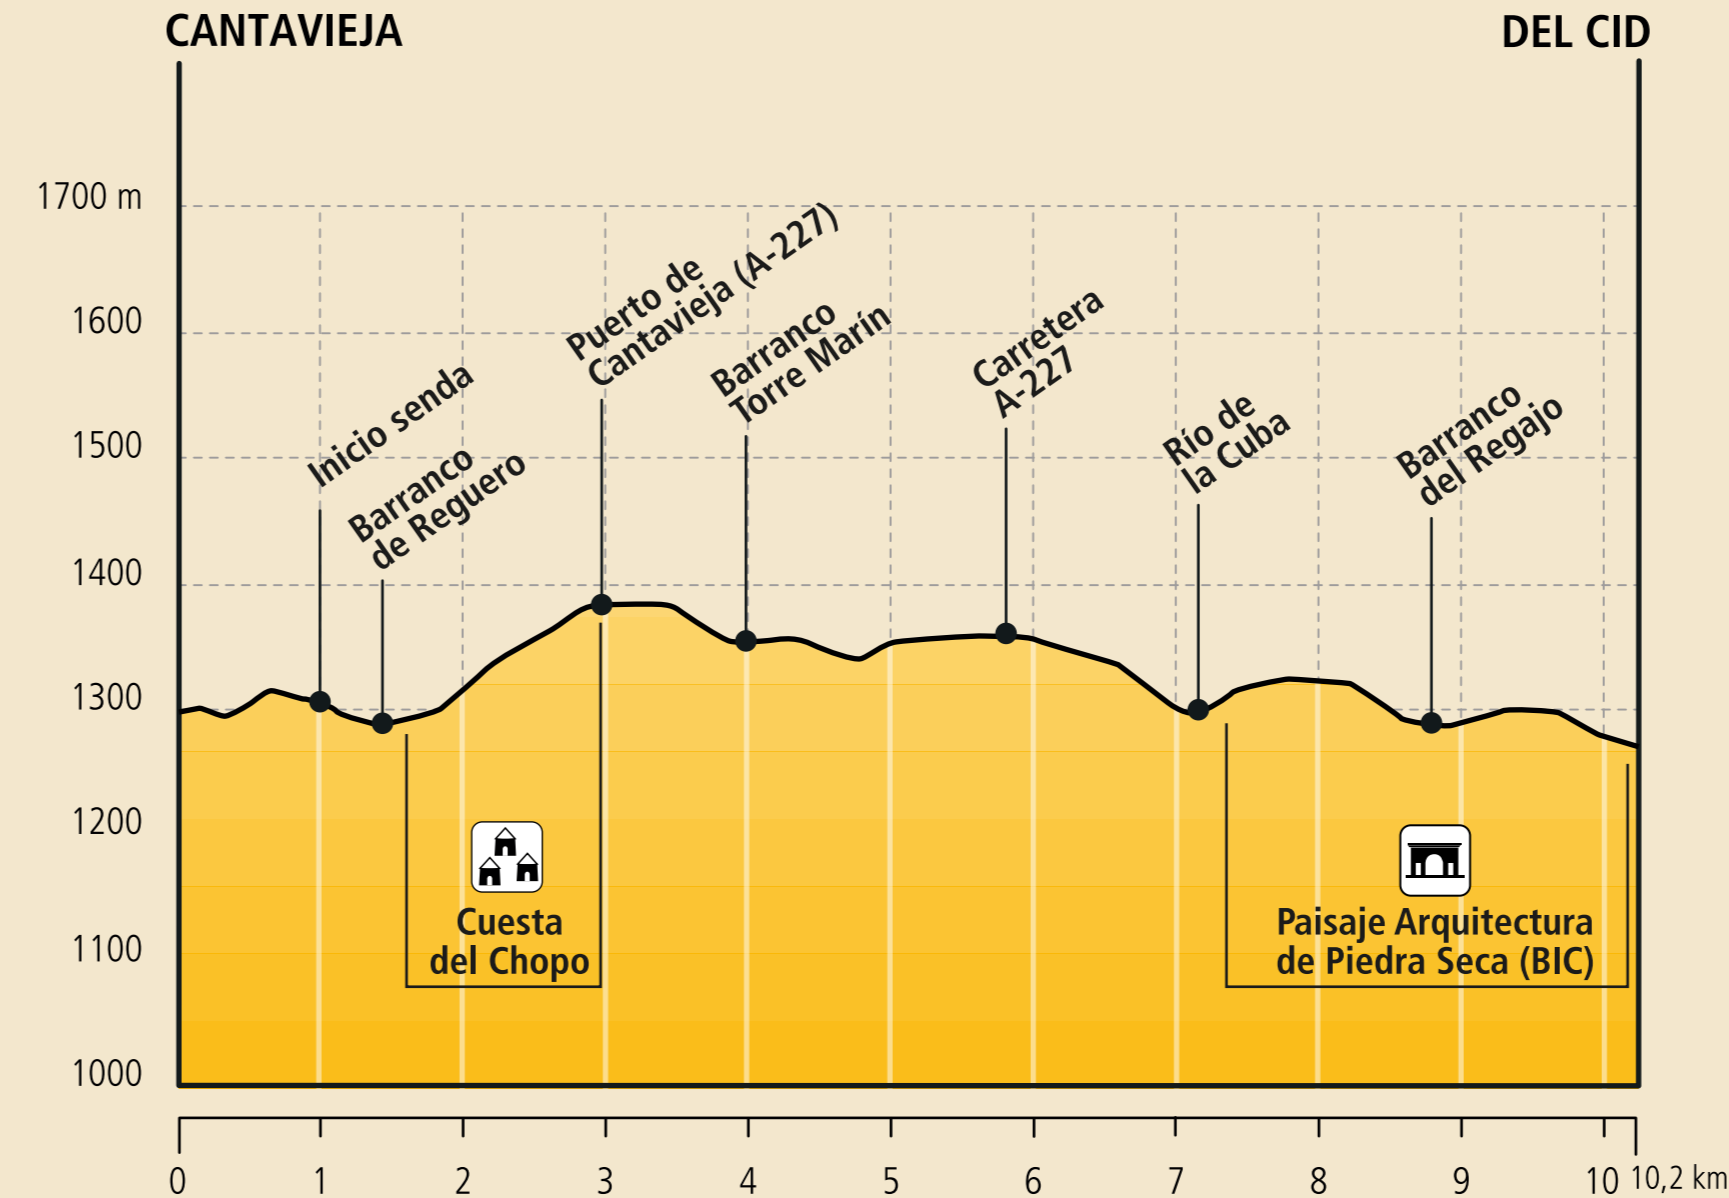 CANTAVIEJA
DEL CID
1700 m
1600
1500
1400
1300
1200
1100
1000
Inicio senda
Barranco
de Reguero
Puerto de
Cantavieja (A-227)
Barranco
Torre Marín
Carretera
A-227
Río de
la Cuba
Barranco
del Regajo
Cuesta
del Chopo
Paisaje Arquitectura
de Piedra Seca (BIC)
0 1 2 3 4 5 6 7 8 9 10 10,2 km